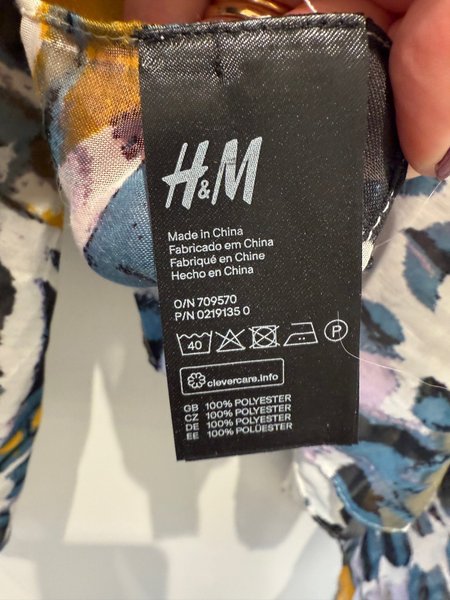 H&M
Made in China
Fabricado em China
Fabriqué en Chine
Hecho en China
O/N 709570
P/N 0219135 0
40 P
clevercare.info
GB 100% POLYESTER
CZ 100% POLYESTER
DE 100% POLYESTER
EE 100% POLÜESTER